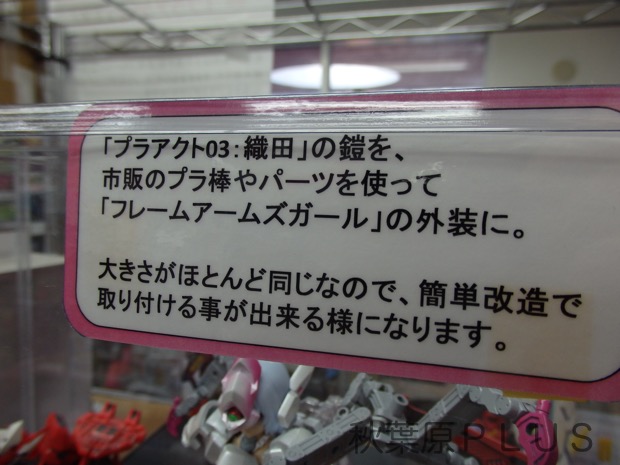 「プラアクト03：織田」の鎧を、
市販のプラ棒やパーツを使って
「フレームアームズガール」の外装に。
大きさがほとんど同じなので、簡単改造で
取り付ける事が出来る様になります。
秋葉原PLUS